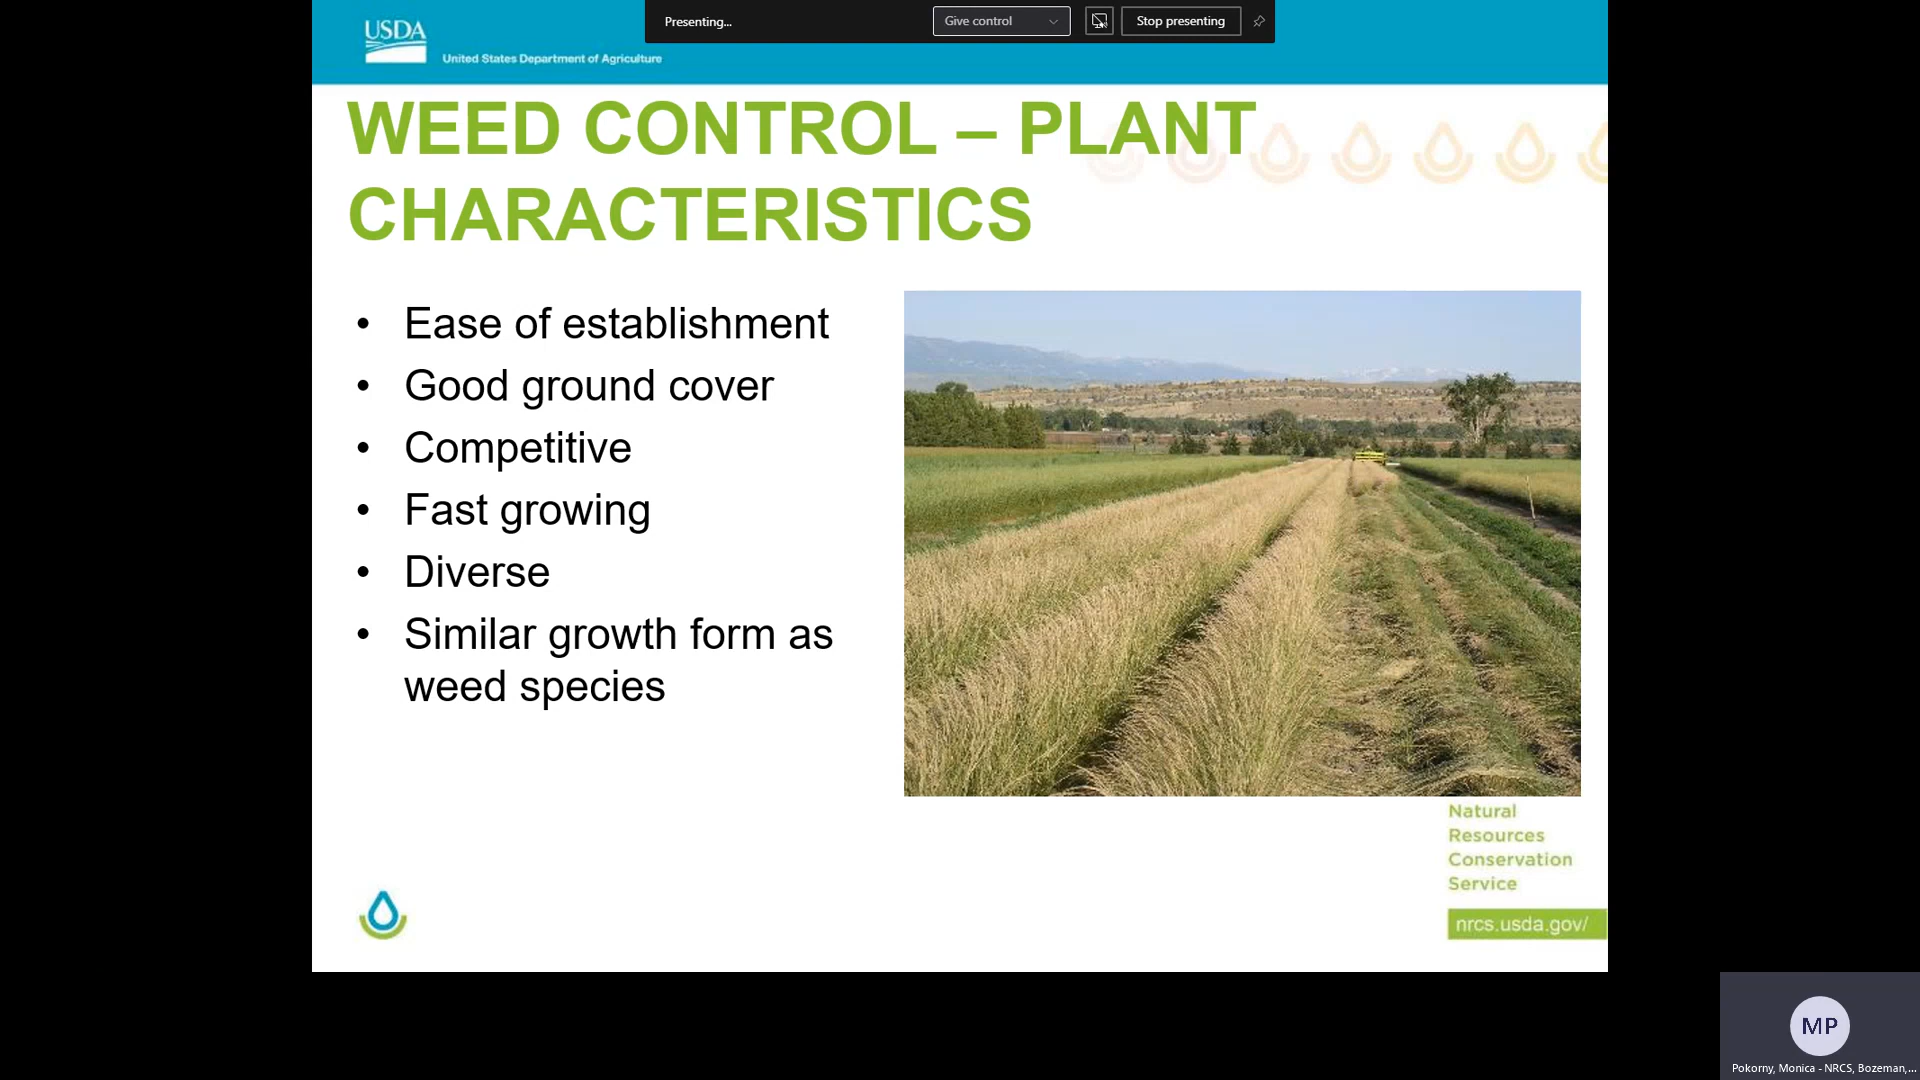 Presenting...
Give control
Stop presenting
USDA
United States Department of Agriculture
WEED CONTROL – PLANT
CHARACTERISTICS
• Ease of establishment
• Good ground cover
• Competitive
• Fast growing
• Diverse
• Similar growth form as
weed species
Natural
Resources
Conservation
Service
nrcs.usda.gov/
MP
Pokorny, Monica - NRCS, Bozeman,...